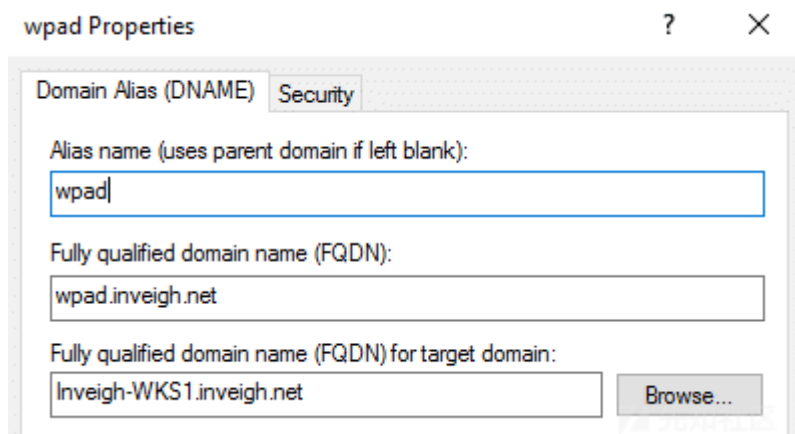 wpad Properties
? ×
Domain Alias (DNAME) Security
Alias name (uses parent domain if left blank):
wpad
Fully qualified domain name (FQDN):
wpad.inveigh.net
Fully qualified domain name (FQDN) for target domain:
Inveigh-WKS1.inveigh.net Browse...